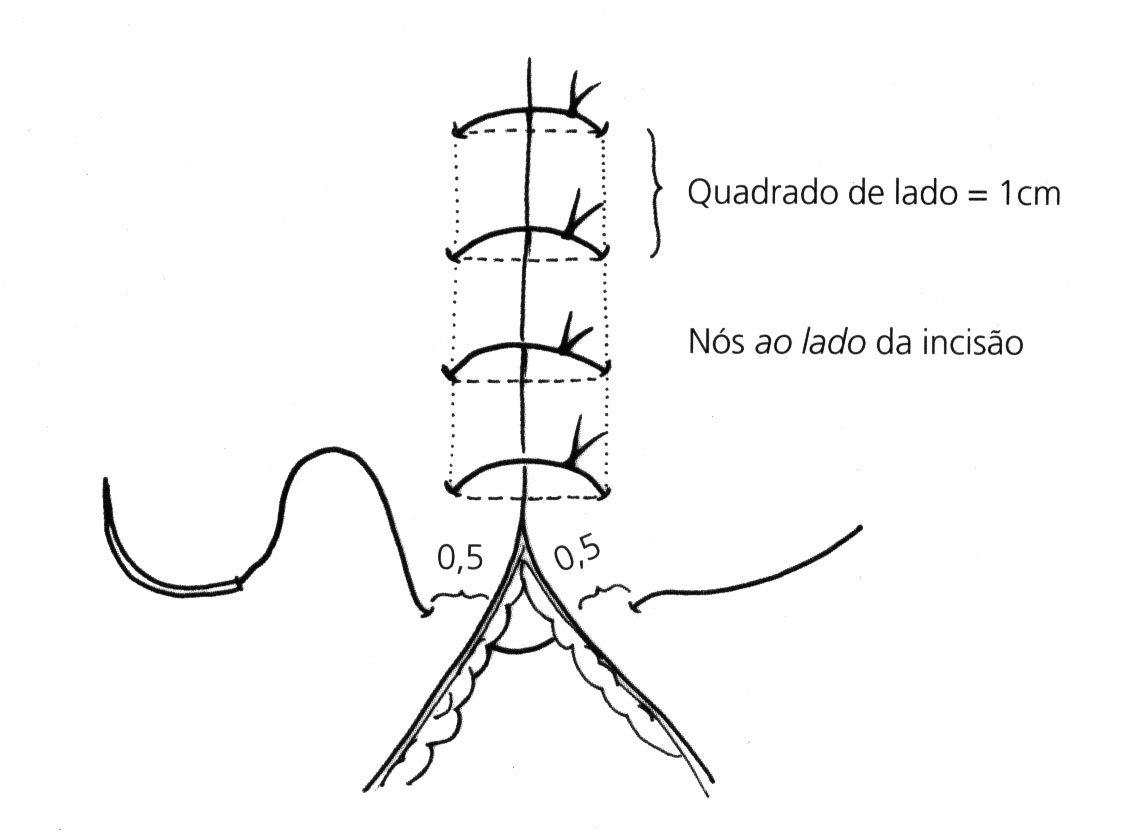 Quadrado de lado = 1cm
Nós ao lado da incisão
0,5
0,5